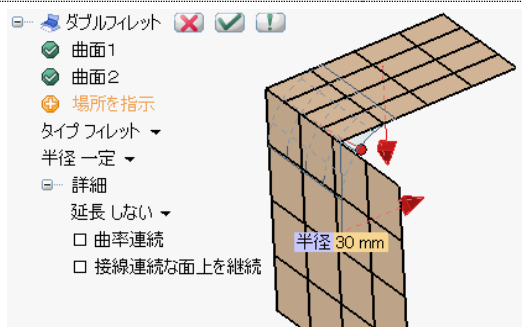 ダブルフィレット
曲面1
曲面2
場所を指示
タイプ フィレット
半径 一定
詳細
延長 しない
曲率連続
接線連続な面上を継続
半径 30 mm